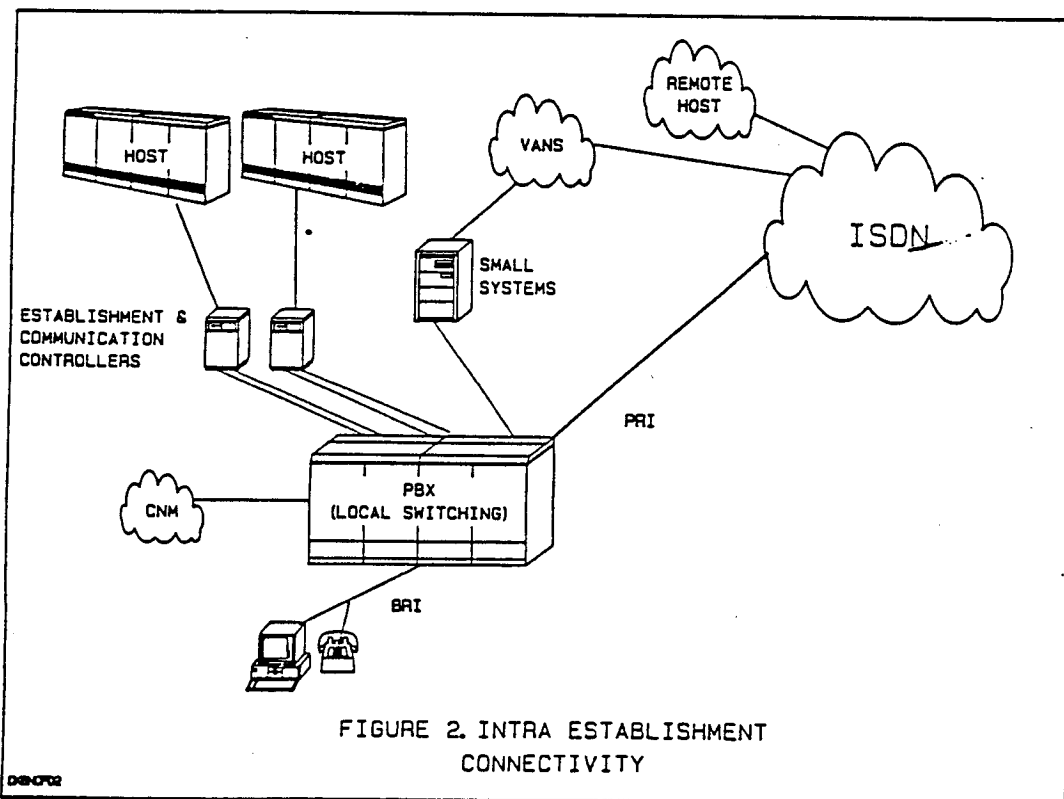 REMOTE
HOST
VANS
HOST
HOST
ISDN
SMALL
SYSTEMS
ESTABLISHMENT &
COMMUNICATION
CONTROLLERS
PRI
PBX
(LOCAL SWITCHING)
CNM
BRI
FIGURE 2. INTRA ESTABLISHMENT
CONNECTIVITY